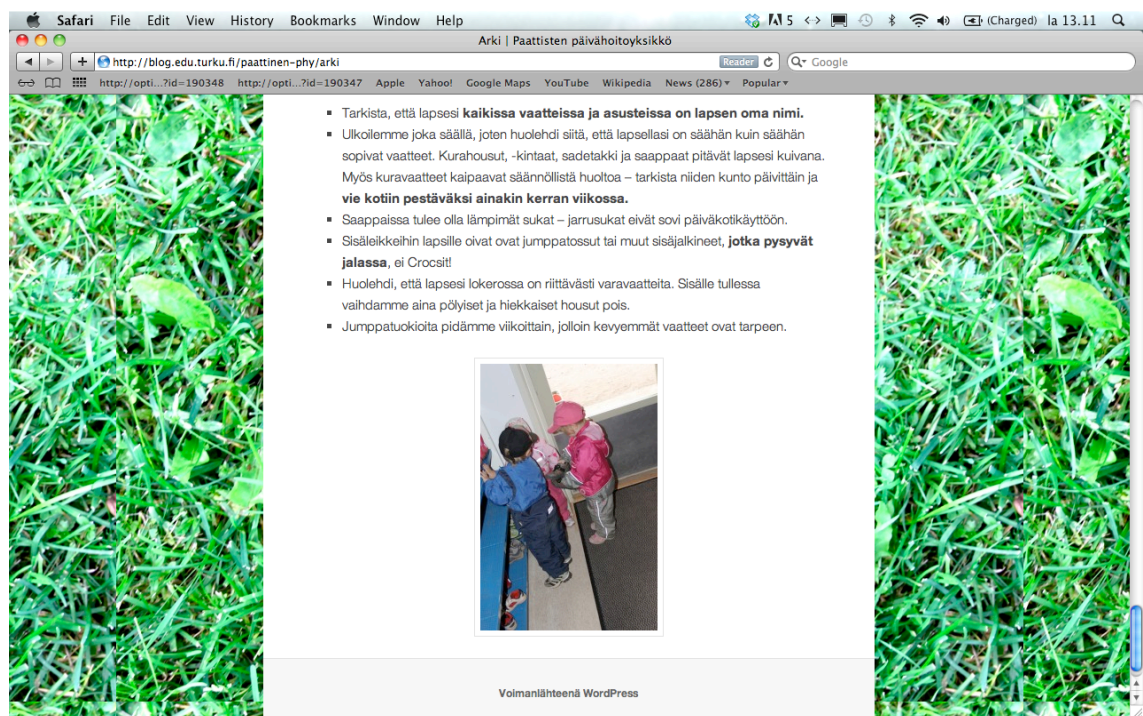 Safari File Edit View History Bookmarks Window Help 5 (Charged) la 13.11
Arki | Paattisten päivähoitoyksikkö
http://blog.edu.turku.fi/paattinen-phy/arki Reader Google
http://opti...?id=190348 http://opti...?id=190347 Apple Yahoo! Google Maps YouTube Wikipedia News (286) Popular
Tarkista, että lapsesi kaikissa vaatteissa ja asusteissa on lapsen oma nimi.
Ulkoilemme joka säällä, joten huolehdi siitä, että lapsellasi on säähän kuin säähän
sopivat vaatteet. Kurahousut, -kintaat, sadetakki ja saappaat pitävät lapsesi kuivana.
Myös kuravaatteet kaipaavat säännöllistä huoltoa – tarkista niiden kunto päivittäin ja
vie kotiin pestäväksi ainakin kerran viikossa.
Saappaissa tulee olla lämpimät sukat – jarrusukat eivät sovi päiväkotikäyttöön.
Sisäleikkeihin lapsille oivat ovat jumppatossut tai muut sisäjalkineet, jotka pysyvät
jalassa, ei Crocsit!
Huolehdi, että lapsesi lokerossa on riittävästi varavaatteita. Sisälle tullessa
vaihdamme aina pölyiset ja hiekkaiset housut pois.
Jumppatuokioita pidämme viikoittain, jolloin kevyemmät vaatteet ovat tarpeen.
Voimanlähteenä WordPress